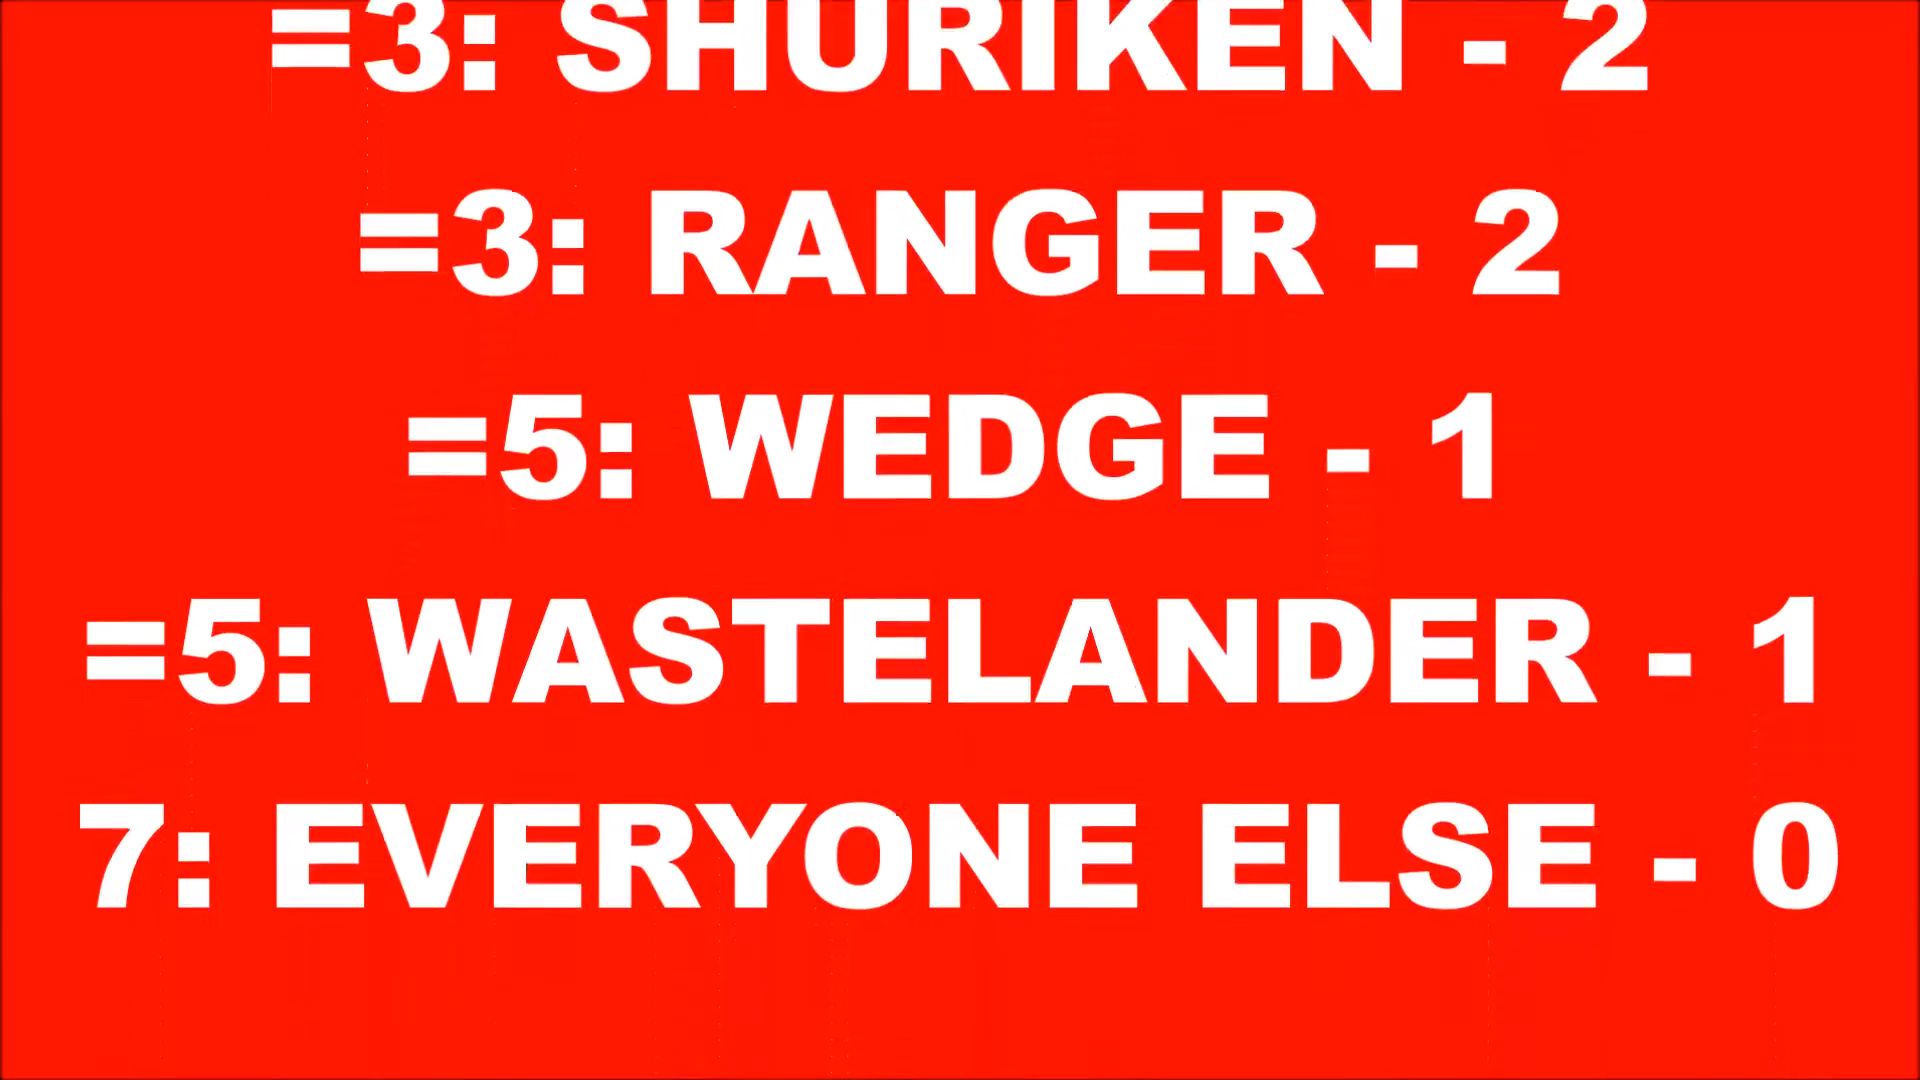 =3: SHURIKEN - 2
=3: RANGER - 2
=5: WEDGE - 1
=5: WASTELANDER - 1
7: EVERYONE ELSE - 0